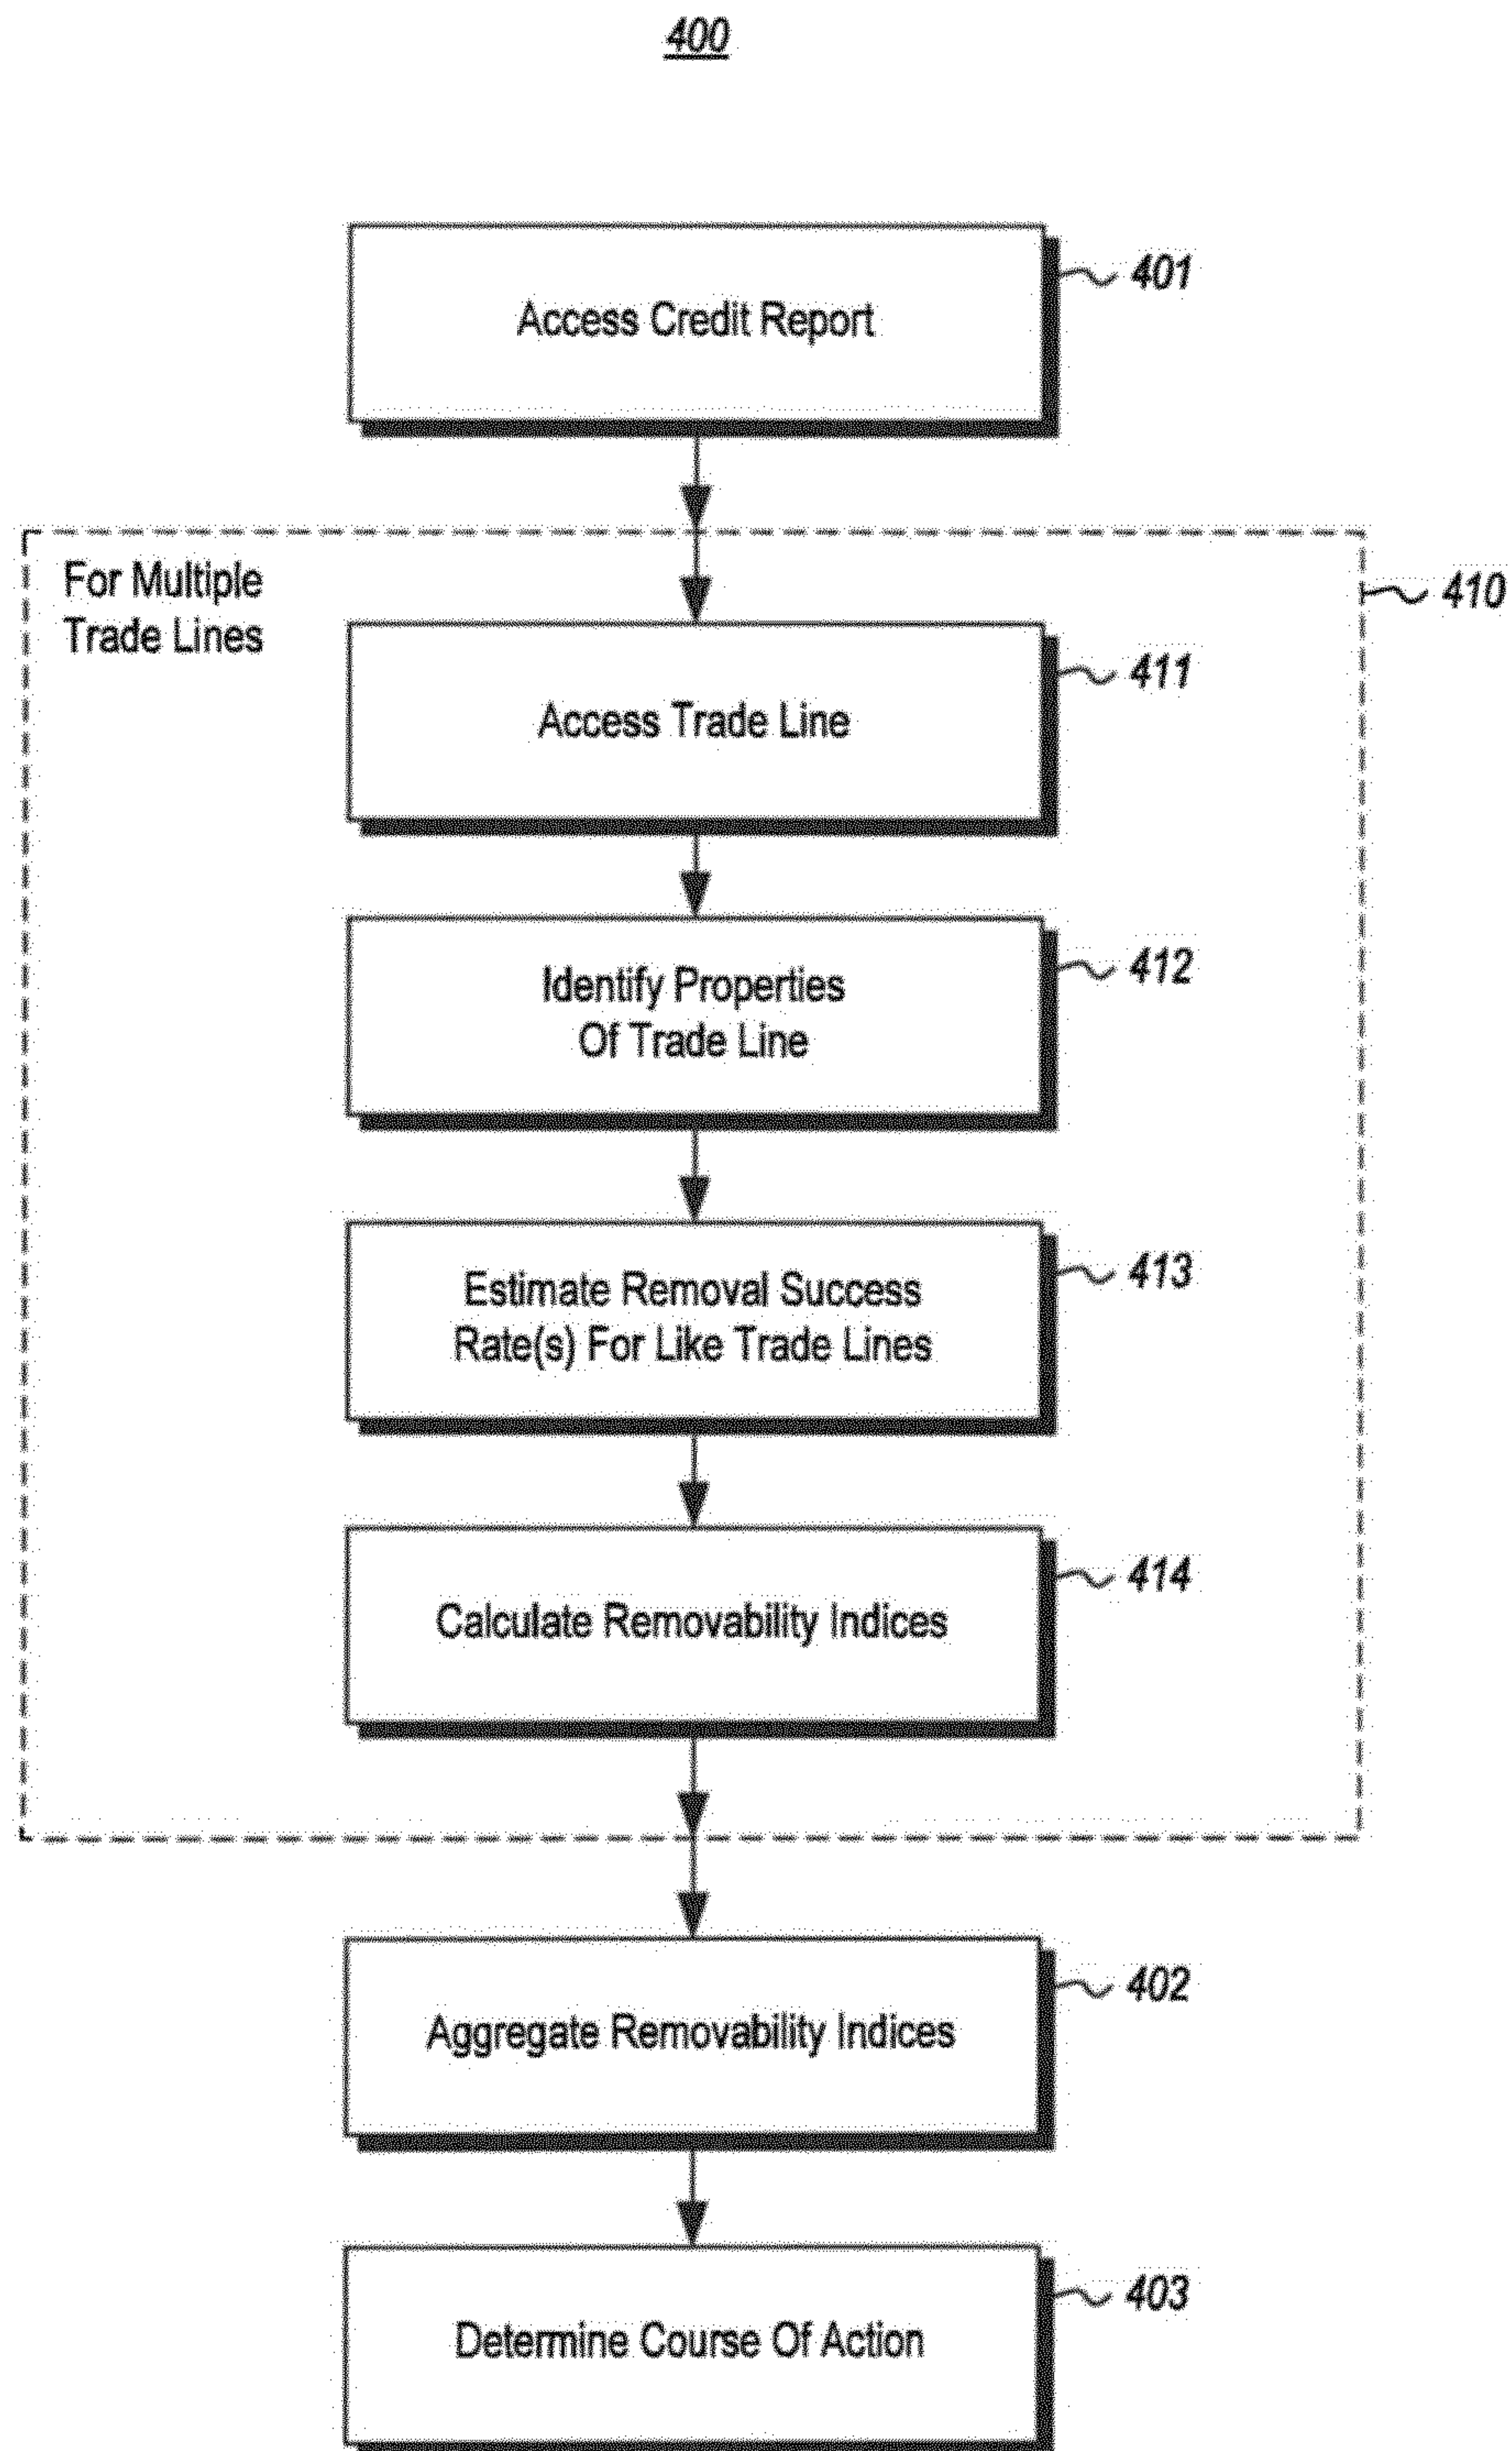 400
Access Credit Report
401
For Multiple
Trade Lines
410
Access Trade Line
411
Identify Properties
Of Trade Line
412
Estimate Removal Success
Rate(s) For Like Trade Lines
413
Calculate Removability Indices
414
Aggregate Removability Indices
402
Determine Course Of Action
403